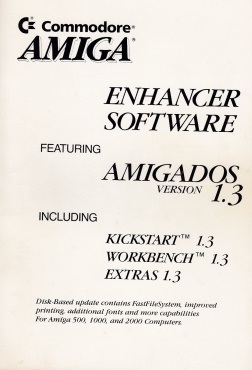 Commodore®
AMIGA®
ENHANCER
SOFTWARE
FEATURING
AMIGADOS
VERSION 1.3
INCLUDING
KICKSTART™ 1.3
WORKBENCH™ 1.3
EXTRAS 1.3
Disk-Based update contains FastFileSystem, improved
printing, additional fonts and more capabilities
For Amiga 500, 1000, and 2000 Computers.